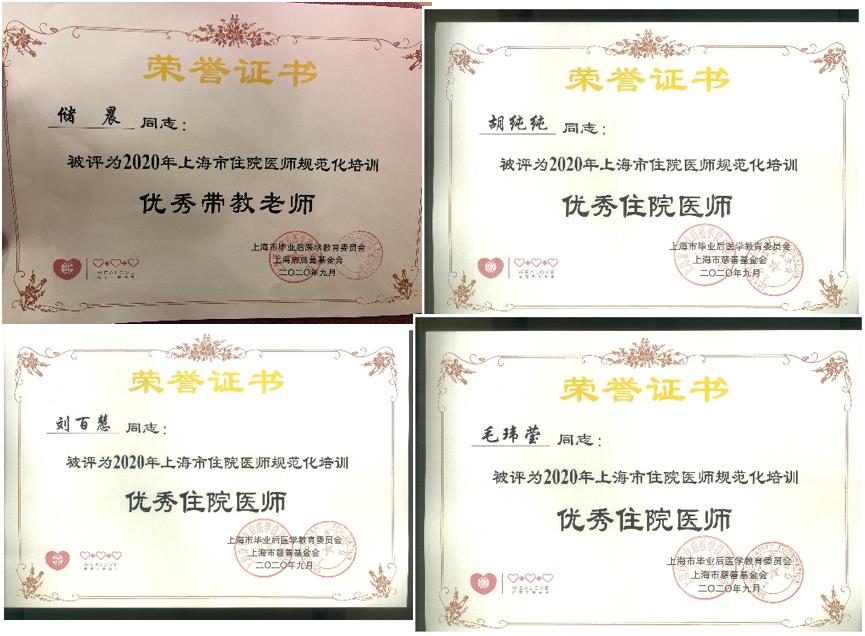 荣誉证书
储 晨 同志：
被评为2020年上海市住院医师规范化培训
优秀带教老师
上海市毕业后医学教育委员会
上海市慈善基金会
二〇二〇年九月
WEALOVE
荣誉证书
胡纯纯 同志：
被评为2020年上海市住院医师规范化培训
优秀住院医师
上海市毕业后医学教育委员会
上海市慈善基金会
二〇二〇年九月
WEALOVE
荣誉证书
刘百慧 同志：
被评为2020年上海市住院医师规范化培训
优秀住院医师
上海市毕业后医学教育委员会
上海市慈善基金会
二〇二〇年九月
WEALOVE
荣誉证书
毛玮莹 同志：
被评为2020年上海市住院医师规范化培训
优秀住院医师
上海市毕业后医学教育委员会
上海市慈善基金会
二〇二〇年九月
WEALOVE